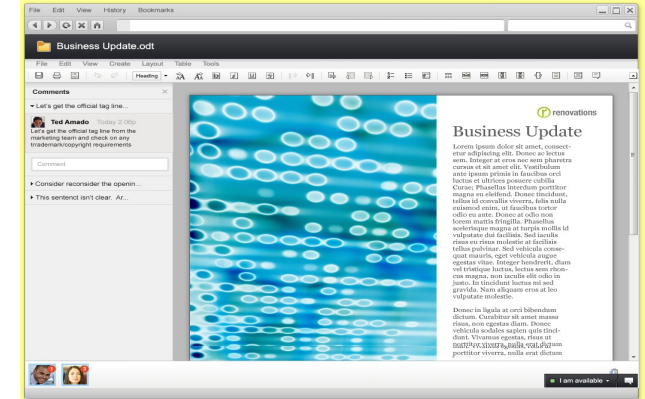 File Edit View History Bookmarks
Business Update.odt
File Edit View Create Layout Table Tools
Heading
Comments
Let's get the official tag line...
Ted Amado Today 2:06p
Let's get the official tag line from the
marketing team and check on any
trrademark/copyright requirements
Comment
Consider reconsider the openin...
This sentenct isn't clear. Ar...
renovations
Business Update
Lorem ipsum dolor sit amet, consect-
etur adipiscing elit. Donec ac lectus
sem. Integer at eros nec sem pharetra
cursus et sit amet elit. Vestibulum
ante ipsum primis in faucibus orci
luctus et ultrices posuere cubilia
Curae; Phasellus interdum porttitor
magna eu eleifend. Donec tincidunt,
tellus id convallis viverra, felis nulla
euismod enim, ut faucibus tortor
odio eu ante. Donec at odio non
lorem mattis fringilla. Phasellus
scelerisque magna at turpis mollis id
vulputate dui facilisis. Sed iaculis
risus eu risus molestie at facilisis
tellus pulvinar. Sed vehicula conse-
quat mauris, eget vehicula augue
egestas vitae. Integer hendrerit, diam
vel tristique luctus, lectus sem rhon-
cus magna, non iaculis elit odio in
justo. In tincidunt luctus mi sed
gravida. Nam aliquam eros at leo
vulputate molestie.
Donec in ligula at orci bibendum
dictum. Curabitur sit amet massa
risus, non egestas diam. Donec
vehicula sodales sapien quis tinci-
dunt. Vivamus egestas, risus ut
porttitor viverra, nulla erat dictum
I am available